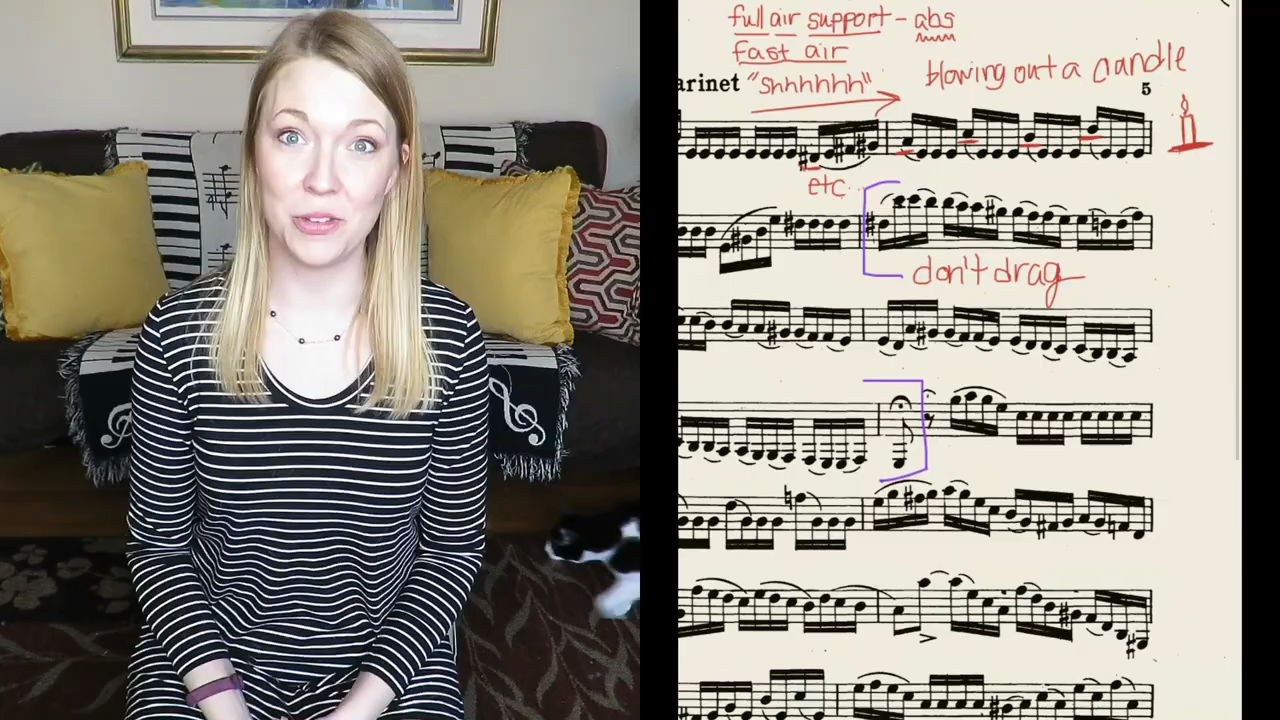 full air support - abs
fast air
arinet
"Shhhhhh"
blowing out a candle
5
etc
don't drag